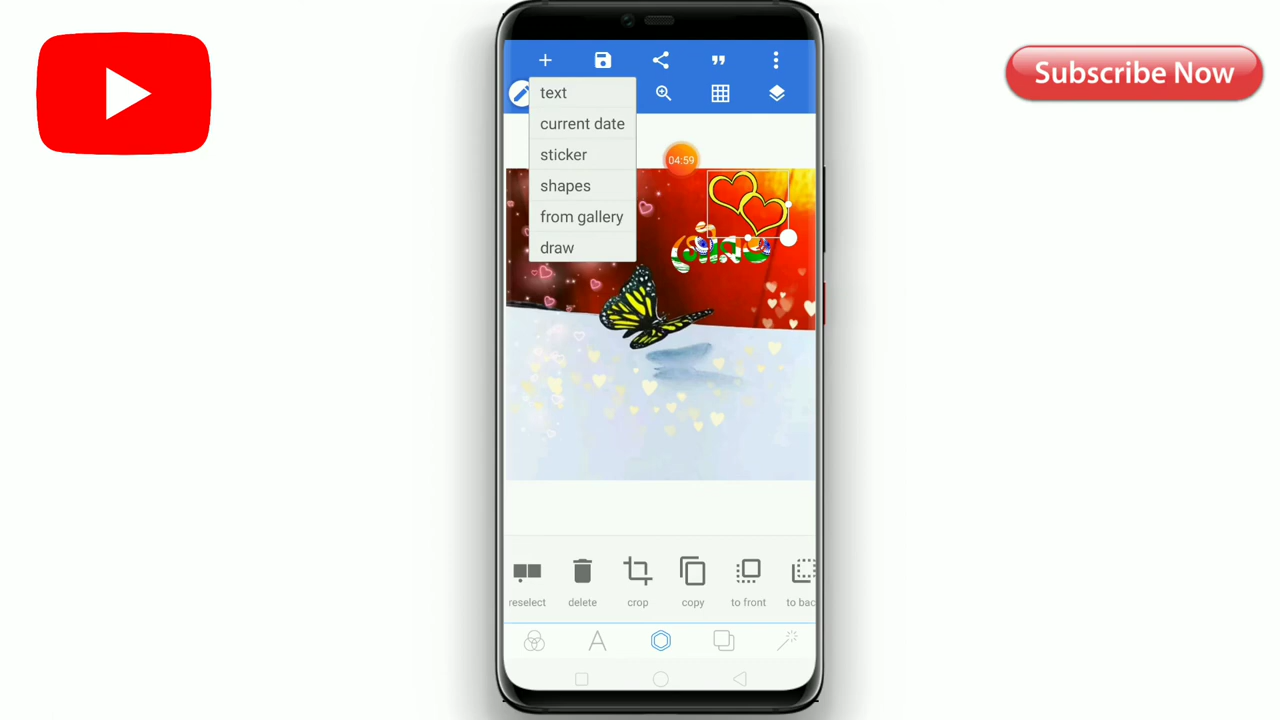 Subscribe Now
text
current date
sticker
shapes
from gallery
draw
04:59
সৌরভ
reselect
delete
crop
copy
to front
to bac